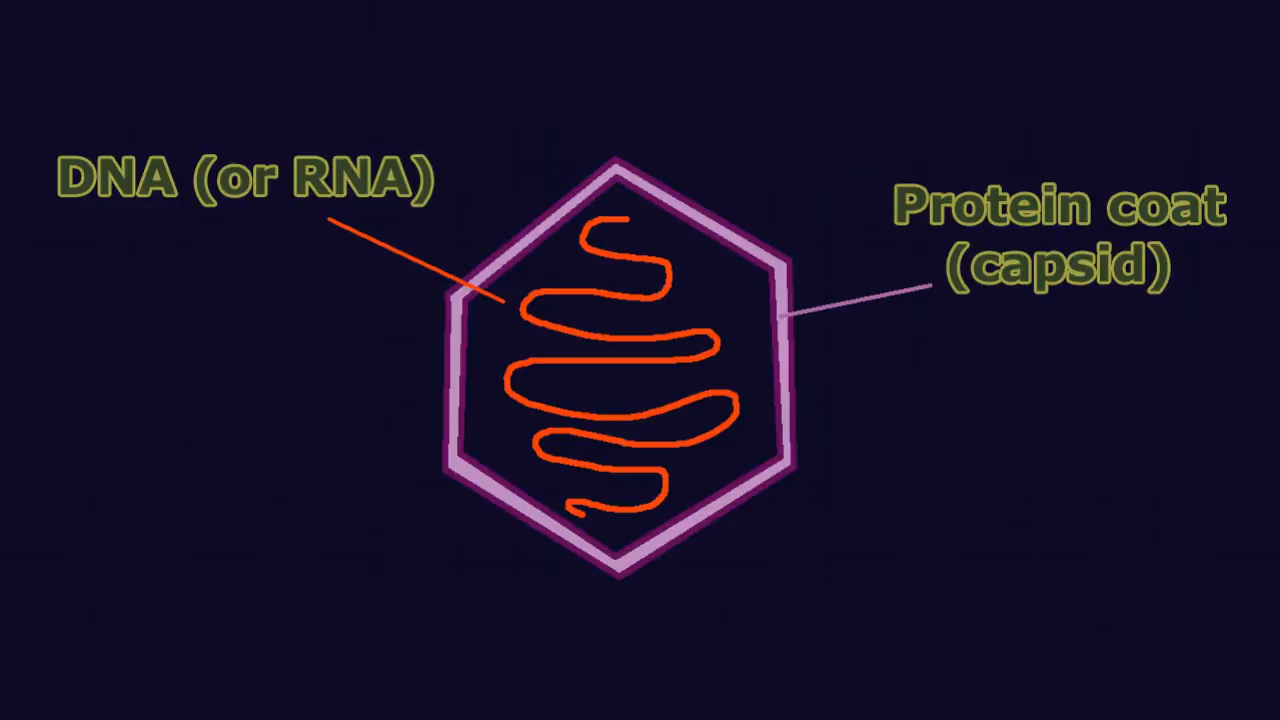 DNA (or RNA)
Protein coat
(capsid)